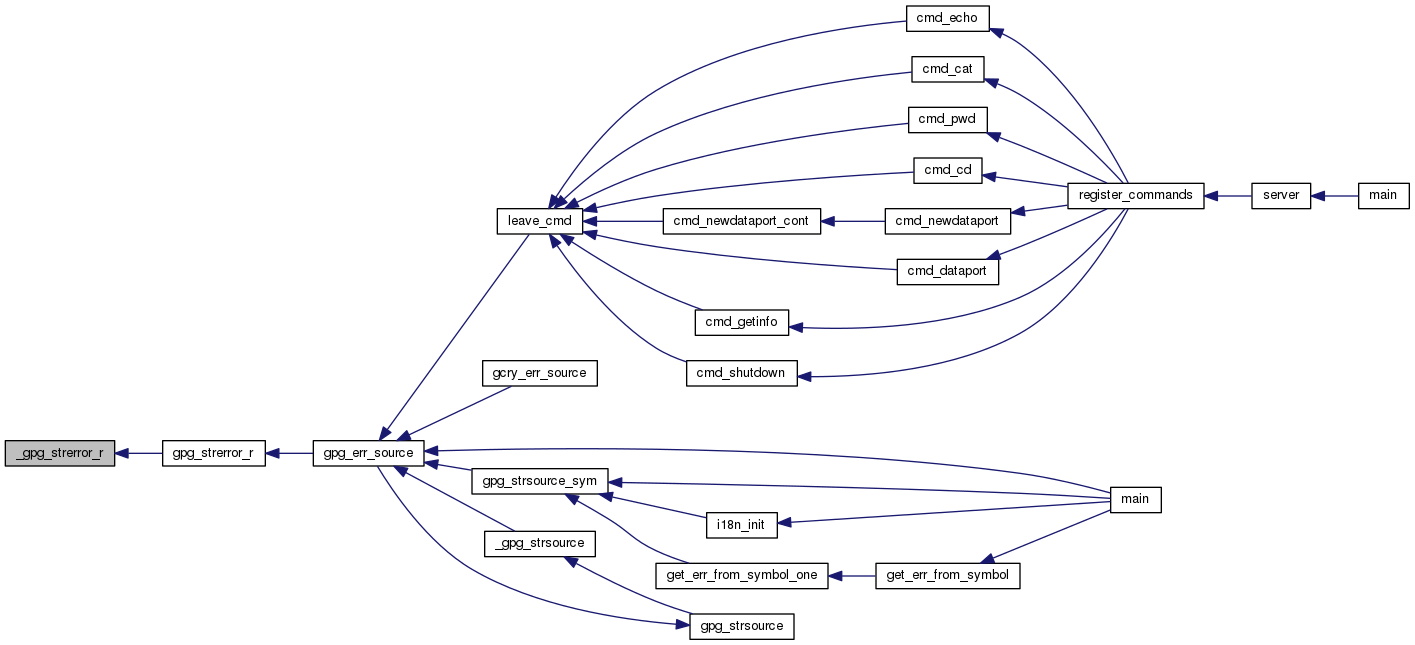 cmd_echo
cmd_cat
cmd_pwd
cmd_cd
register_commands
server
main
leave_cmd
cmd_newdataport_cont
cmd_newdataport
cmd_dataport
cmd_getinfo
gcry_err_source
cmd_shutdown
_gpg_strerror_r
gpg_strerror_r
gpg_err_source
gpg_strsource_sym
main
i18n_init
_gpg_strsource
get_err_from_symbol_one
get_err_from_symbol
gpg_strsource